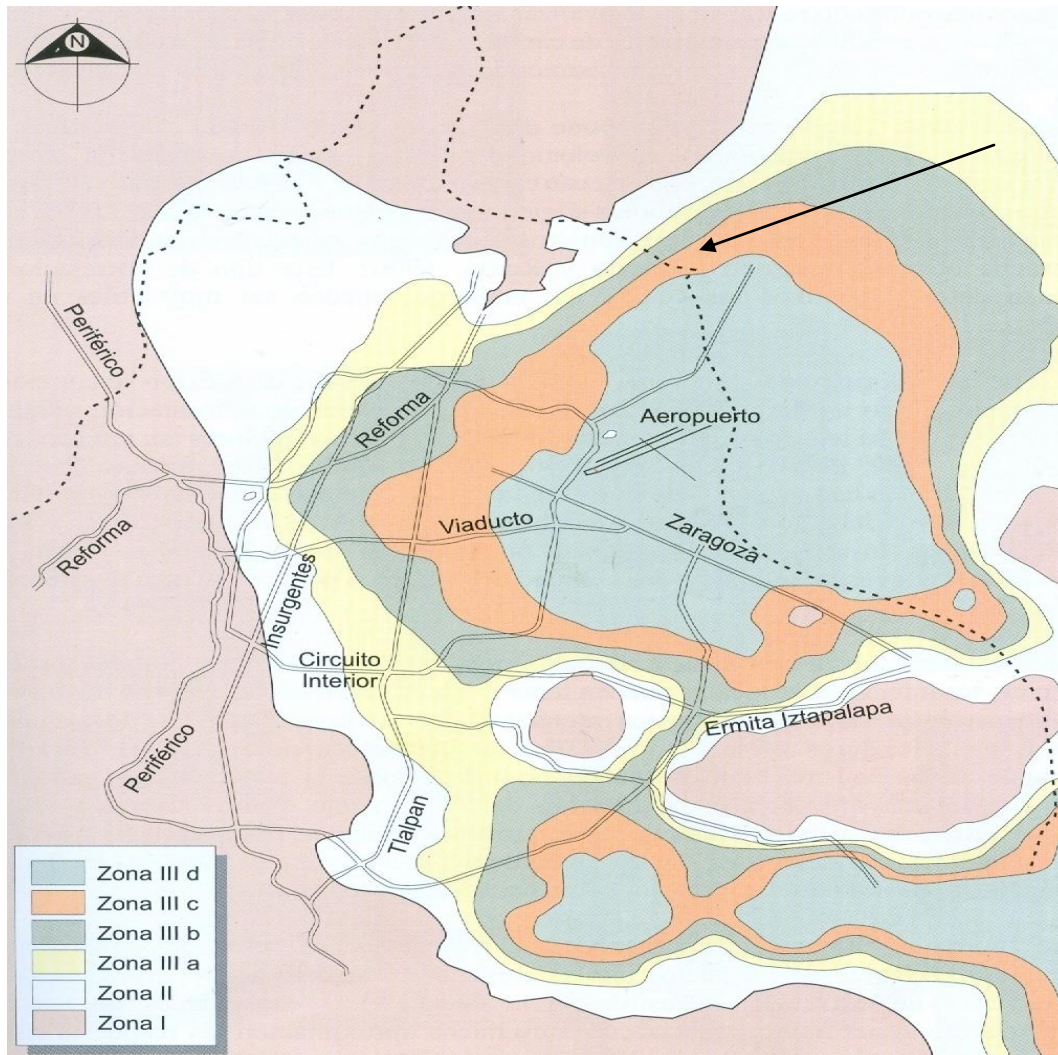 N
Periférico
Reforma
Aeropuerto
Viaducto
Zaragoza
Reforma
Insurgentes
Circuito
Interior
Ermita Iztapalapa
Periférico
Tlalpan
Zona III d
Zona III c
Zona III b
Zona III a
Zona II
Zona I